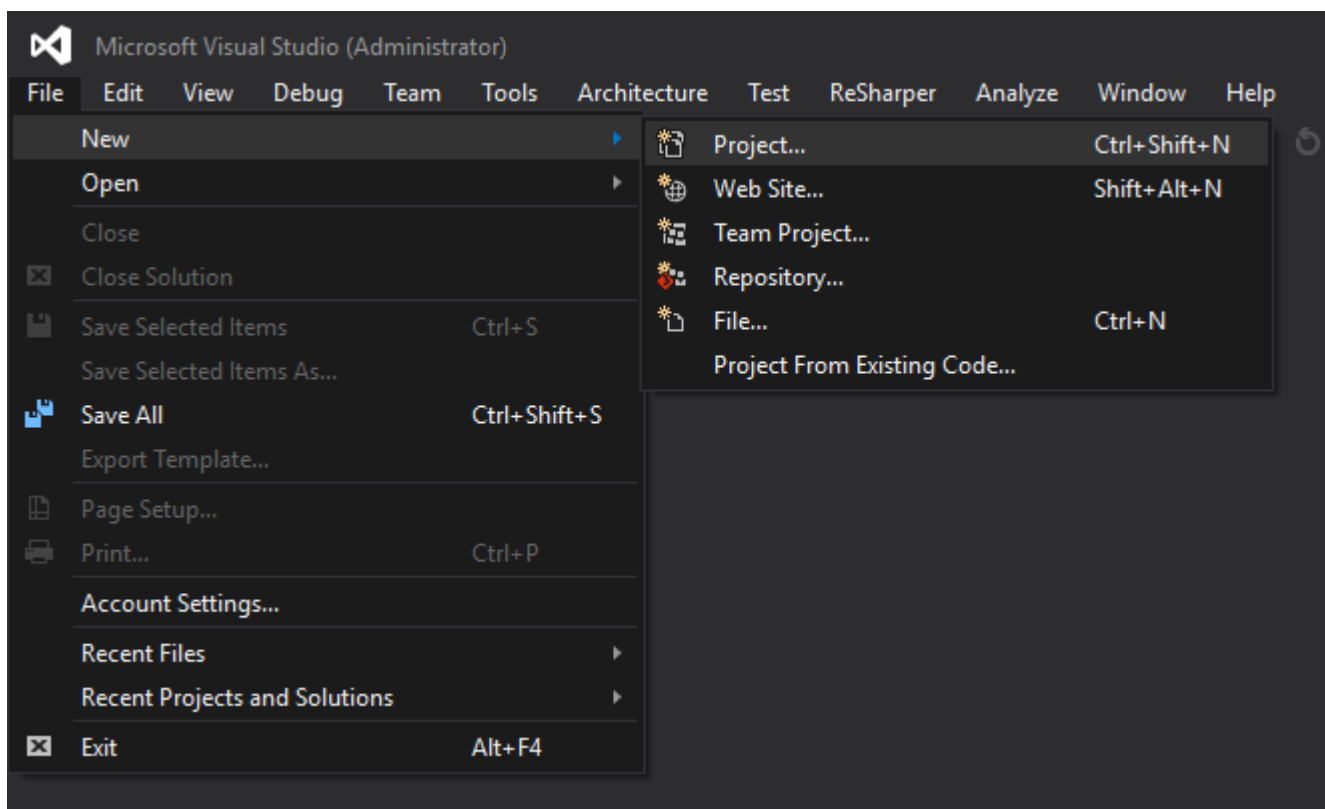 Microsoft Visual Studio (Administrator)
File Edit View Debug Team Tools Architecture Test ReSharper Analyze Window Help
New
Open
Close
Close Solution
Save Selected Items Ctrl+S
Save Selected Items As...
Save All Ctrl+Shift+S
Export Template...
Page Setup...
Print... Ctrl+P
Account Settings...
Recent Files
Recent Projects and Solutions
Exit Alt+F4
Project... Ctrl+Shift+N
Web Site... Shift+Alt+N
Team Project...
Repository...
File... Ctrl+N
Project From Existing Code...